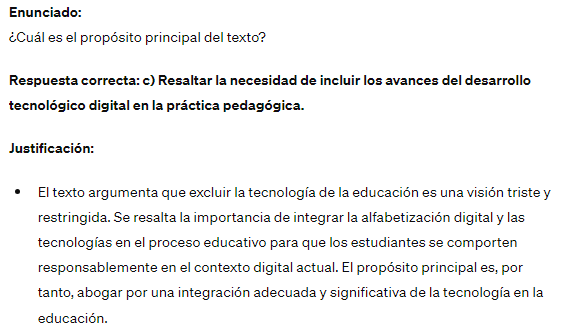 Enunciado:
¿Cuál es el propósito principal del texto?
Respuesta correcta: c) Resaltar la necesidad de incluir los avances del desarrollo
tecnológico digital en la práctica pedagógica.
Justificación:
• El texto argumenta que excluir la tecnología de la educación es una visión triste y
restringida. Se resalta la importancia de integrar la alfabetización digital y las
tecnologías en el proceso educativo para que los estudiantes se comporten
responsablemente en el contexto digital actual. El propósito principal es, por
tanto, abogar por una integración adecuada y significativa de la tecnología en la
educación.